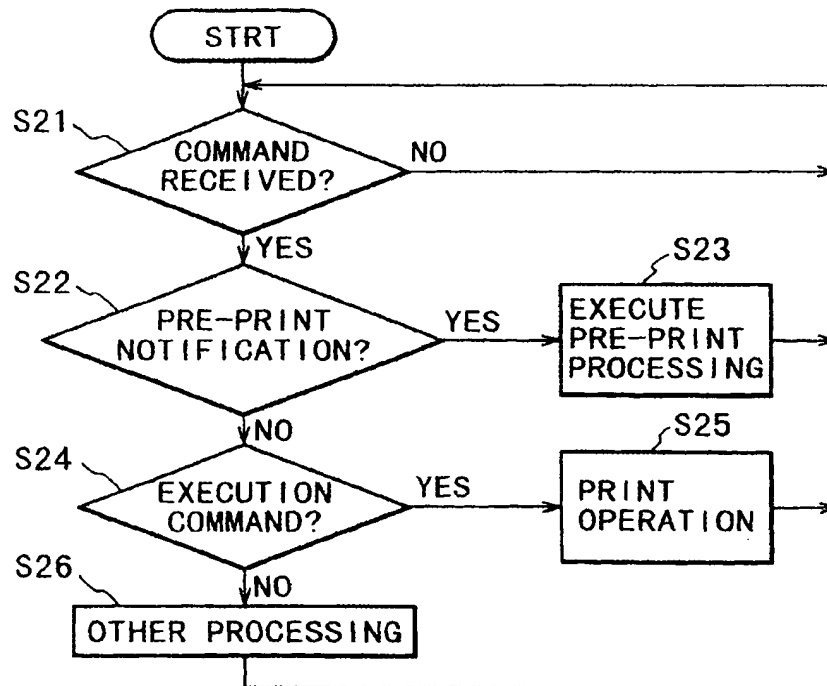 STRT
S21
COMMAND
RECEIVED?
NO
YES
S22
PRE-PRINT
NOTIFICATION?
YES
S23
EXECUTE
PRE-PRINT
PROCESSING
NO
S24
EXECUTION
COMMAND?
YES
S25
PRINT
OPERATION
NO
S26
OTHER PROCESSING